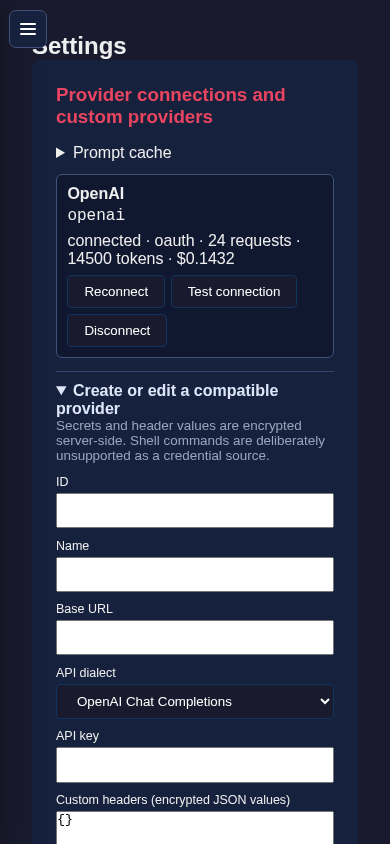 Settings
Provider connections and
custom providers
Prompt cache
OpenAI
openai
connected · oauth · 24 requests ·
14500 tokens · $0.1432
Reconnect
Test connection
Disconnect
Create or edit a compatible
provider
Secrets and header values are encrypted
server-side. Shell commands are deliberately
unsupported as a credential source.
ID
Name
Base URL
API dialect
OpenAI Chat Completions
API key
Custom headers (encrypted JSON values)
{}